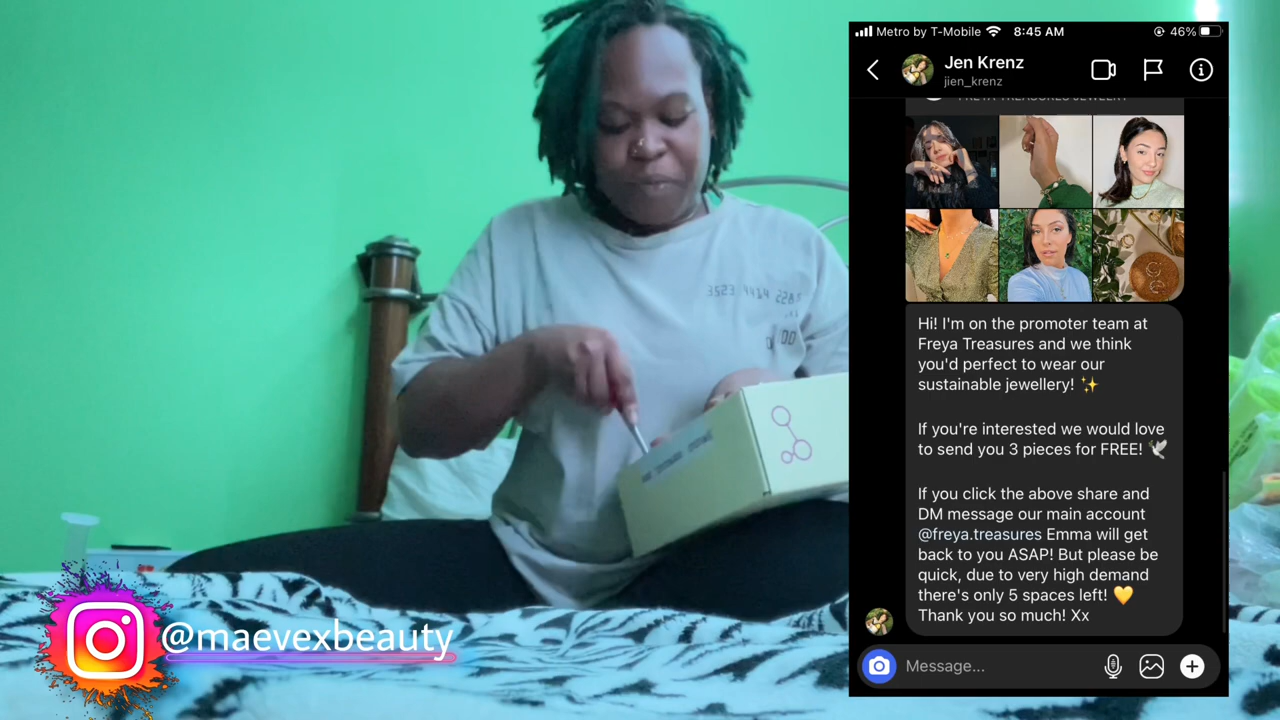 Metro by T-Mobile
8:45 AM
46%
Jen Krenz
jien_krenz
FREYA TREASURES JEWELRY
Hi! I'm on the promoter team at
Freya Treasures and we think
you'd perfect to wear our
sustainable jewellery! ✨
If you're interested we would love
to send you 3 pieces for FREE! 🕊️
If you click the above share and
DM message our main account
@freya.treasures Emma will get
back to you ASAP! But please be
quick, due to very high demand
there's only 5 spaces left! 💛
Thank you so much! Xx
Message...
@maevexbeauty